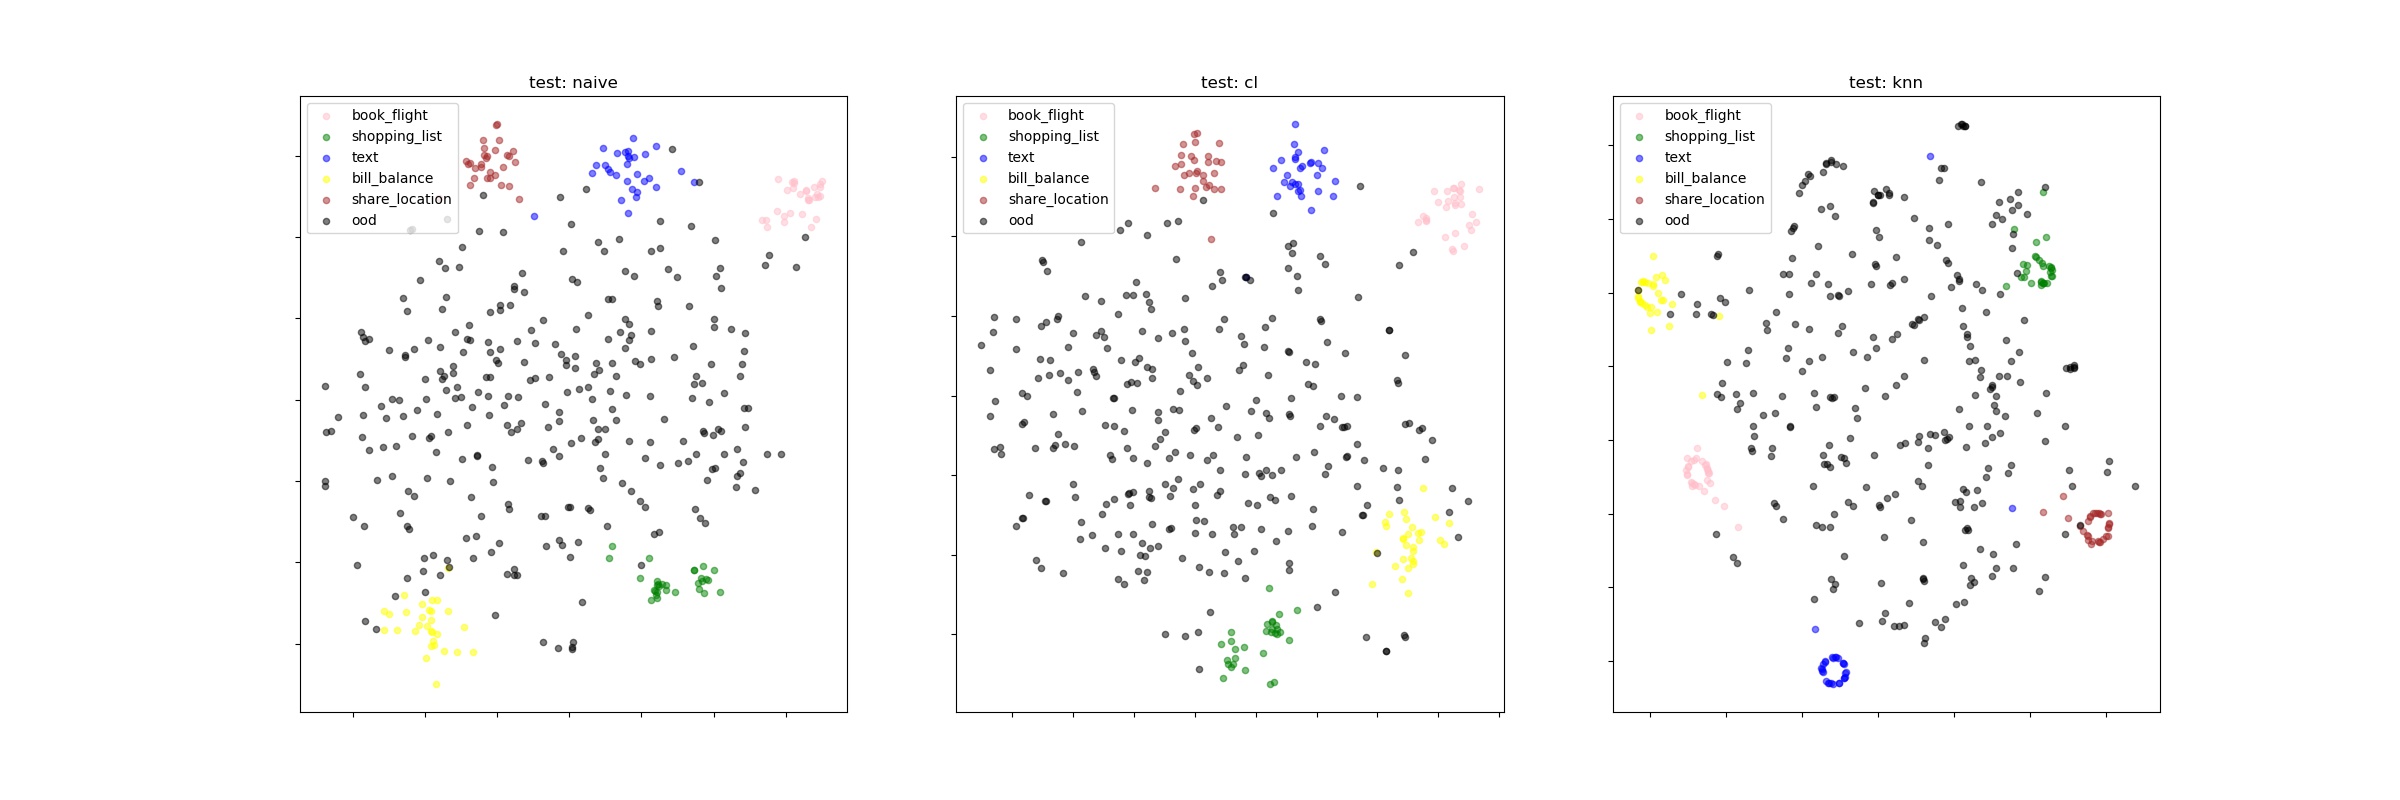 test: naive
book_flight
shopping_list
text
bill_balance
share_location
ood
test: cl
book_flight
shopping_list
text
bill_balance
share_location
ood
test: knn
book_flight
shopping_list
text
bill_balance
share_location
ood